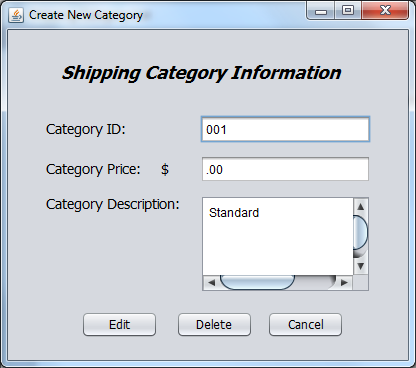 Create New Category
Shipping Category Information
Category ID: 001
Category Price: $ .00
Category Description: Standard
Edit Delete Cancel